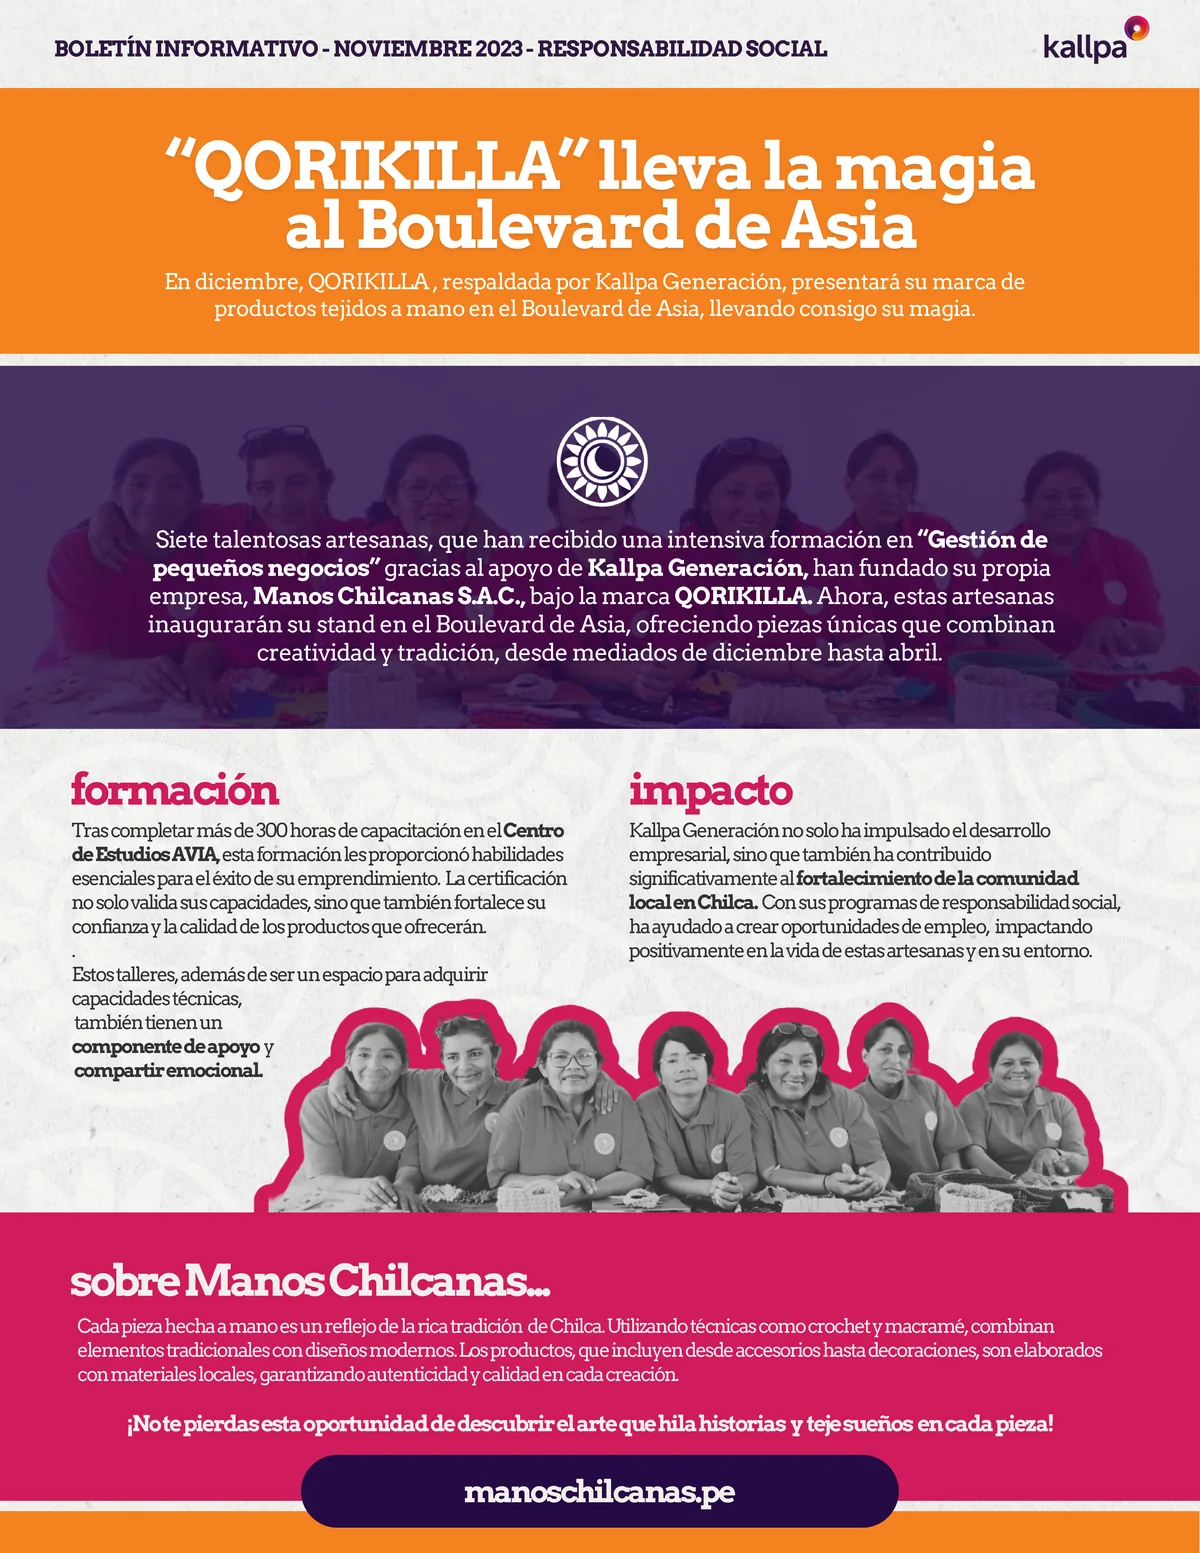 BOLETÍN INFORMATIVO - NOVIEMBRE 2023 - RESPONSABILIDAD SOCIAL
kallpa
“QORIKILLA” lleva la magia
al Boulevard de Asia
En diciembre, QORIKILLA , respaldada por Kallpa Generación, presentará su marca de
productos tejidos a mano en el Boulevard de Asia, llevando consigo su magia.
Siete talentosas artesanas, que han recibido una intensiva formación en “Gestión de
pequeños negocios” gracias al apoyo de Kallpa Generación, han fundado su propia
empresa, Manos Chilcanas S.A.C., bajo la marca QORIKILLA. Ahora, estas artesanas
inaugurarán su stand en el Boulevard de Asia, ofreciendo piezas únicas que combinan
creatividad y tradición, desde mediados de diciembre hasta abril.
formación
Tras completar más de 300 horas de capacitación en el Centro
de Estudios AVIA, esta formación les proporcionó habilidades
esenciales para el éxito de su emprendimiento. La certificación
no solo valida sus capacidades, sino que también fortalece su
confianza y la calidad de los productos que ofrecerán.
.
Estos talleres, además de ser un espacio para adquirir
capacidades técnicas,
también tienen un
componente de apoyo y
compartir emocional.
impacto
Kallpa Generación no solo ha impulsado el desarrollo
empresarial, sino que también ha contribuido
significativamente al fortalecimiento de la comunidad
local en Chilca. Con sus programas de responsabilidad social,
ha ayudado a crear oportunidades de empleo, impactando
positivamente en la vida de estas artesanas y en su entorno.
sobre Manos Chilcanas...
Cada pieza hecha a mano es un reflejo de la rica tradición de Chilca. Utilizando técnicas como crochet y macramé, combinan
elementos tradicionales con diseños modernos. Los productos, que incluyen desde accesorios hasta decoraciones, son elaborados
con materiales locales, garantizando autenticidad y calidad en cada creación.
¡No te pierdas esta oportunidad de descubrir el arte que hila historias y teje sueños en cada pieza!
manoschilcanas.pe